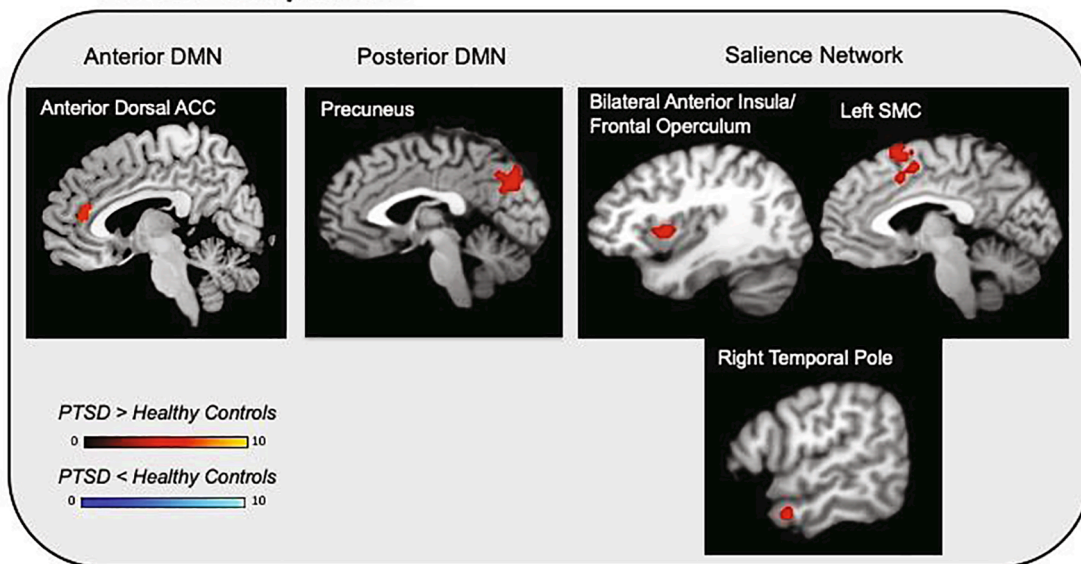 Anterior DMN
Posterior DMN
Salience Network
Anterior Dorsal ACC
Precuneus
Bilateral Anterior Insula/
Frontal Operculum
Left SMC
Right Temporal Pole
PTSD > Healthy Controls
0 10
PTSD < Healthy Controls
0 10